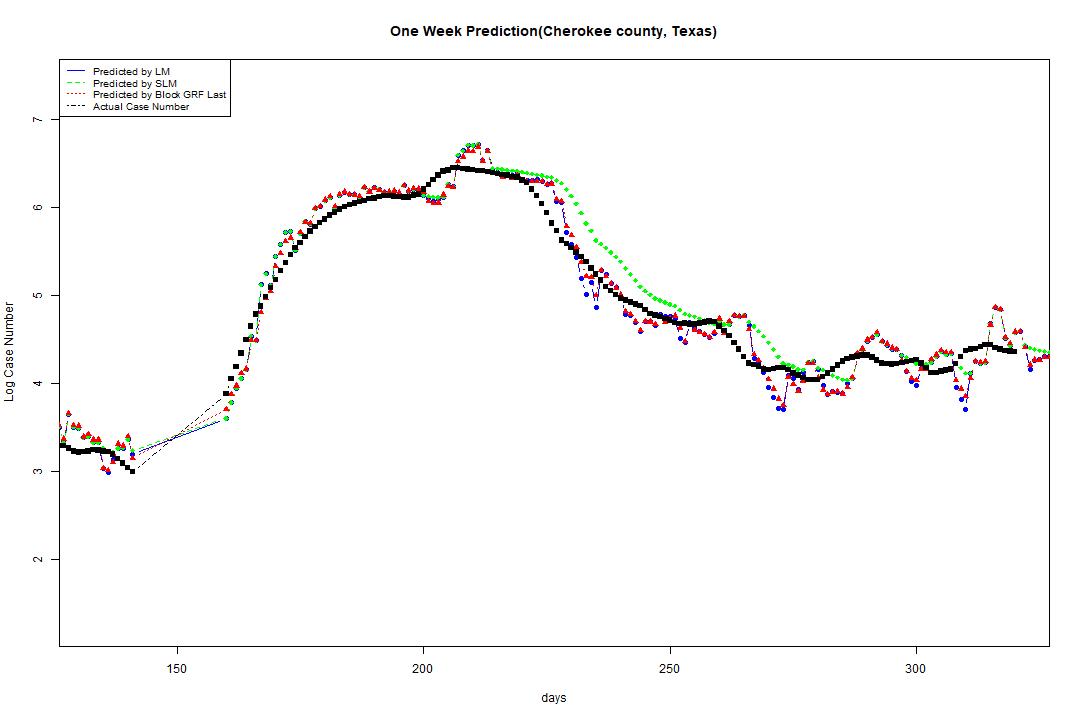 One Week Prediction(Cherokee county, Texas)
Predicted by LM
Predicted by SLM
Predicted by Block GRF Last
Actual Case Number
7
6
5
4
3
2
Log Case Number
150 200 250 300
days